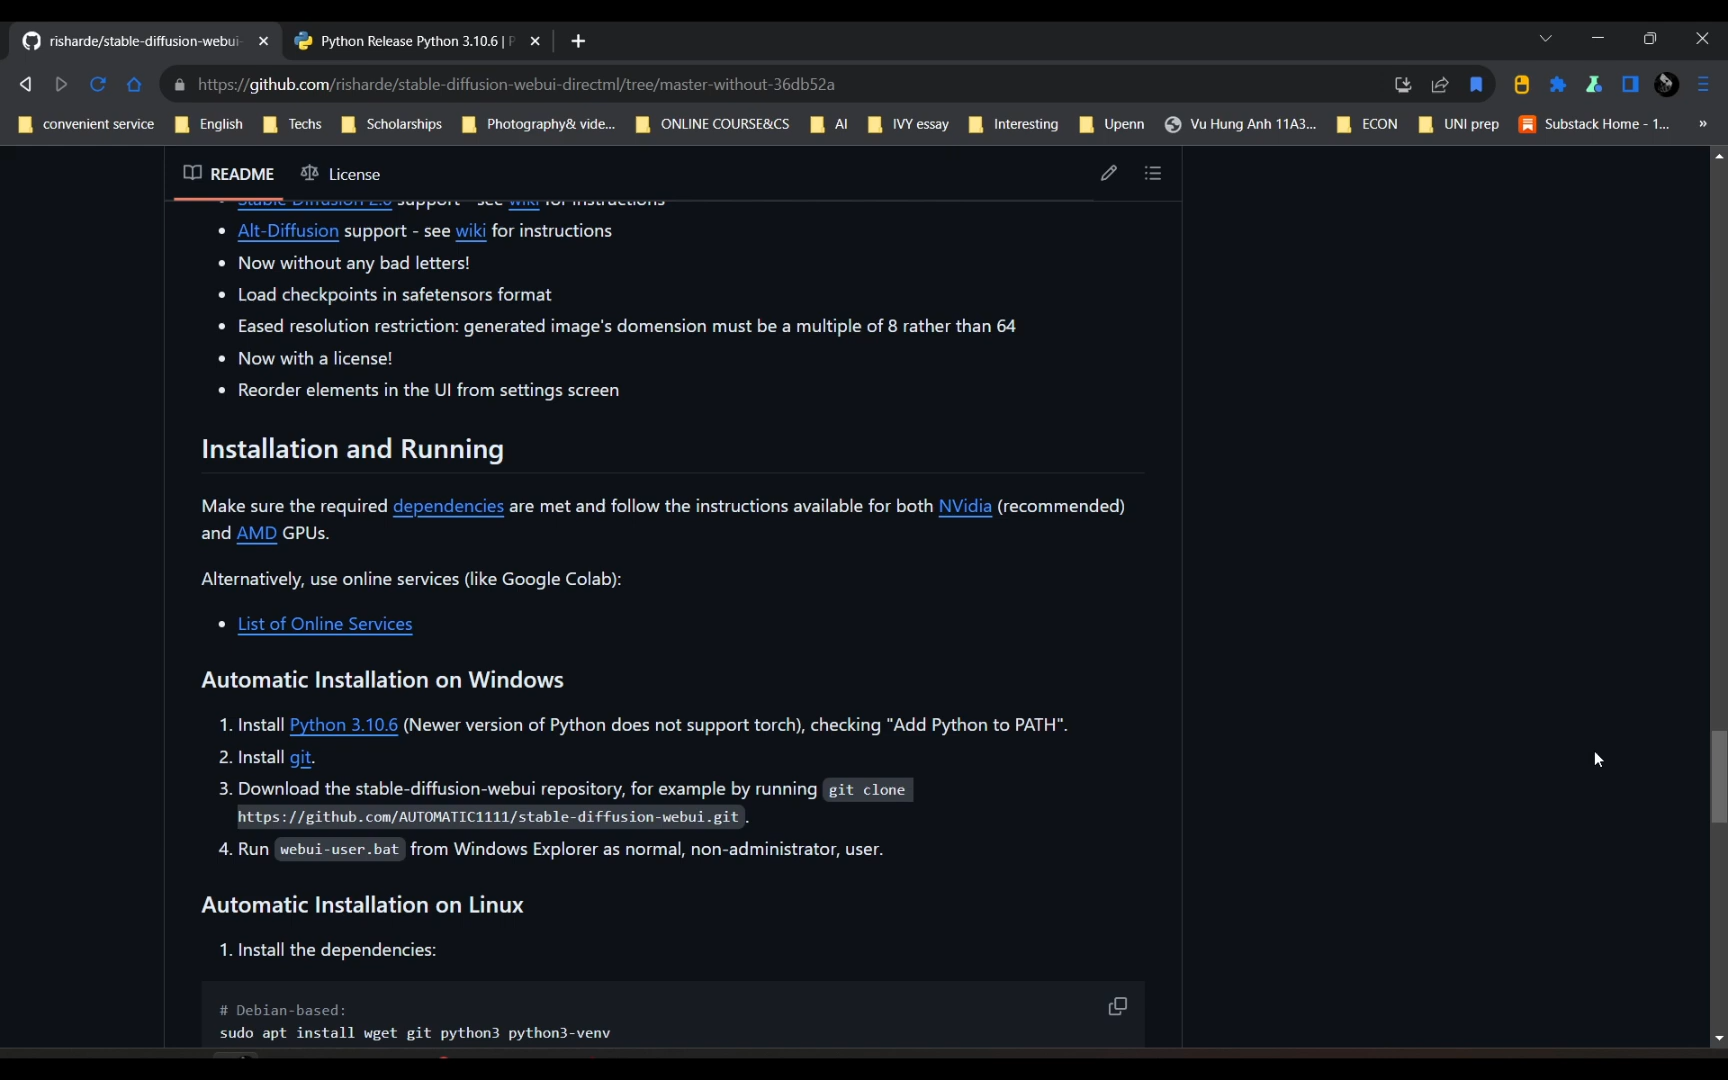 risharde/stable-diffusion-webui-
Python Release Python 3.10.6 | P
https://github.com/risharde/stable-diffusion-webui-directml/tree/master-without-36db52a
convenient service English Techs Scholarships Photography& vide... ONLINE COURSE&CS AI IVY essay Interesting Upenn Vu Hung Anh 11A3... ECON UNI prep Substack Home - 1... »
README License
Stable Diffusion 2.0 support - see wiki for instructions
Alt-Diffusion support - see wiki for instructions
Now without any bad letters!
Load checkpoints in safetensors format
Eased resolution restriction: generated image's domension must be a multiple of 8 rather than 64
Now with a license!
Reorder elements in the UI from settings screen
Installation and Running
Make sure the required dependencies are met and follow the instructions available for both NVidia (recommended)
and AMD GPUs.
Alternatively, use online services (like Google Colab):
List of Online Services
Automatic Installation on Windows
1. Install Python 3.10.6 (Newer version of Python does not support torch), checking "Add Python to PATH".
2. Install git.
3. Download the stable-diffusion-webui repository, for example by running git clone
https://github.com/AUTOMATIC1111/stable-diffusion-webui.git.
4. Run webui-user.bat from Windows Explorer as normal, non-administrator, user.
Automatic Installation on Linux
1. Install the dependencies:
# Debian-based:
sudo apt install wget git python3 python3-venv